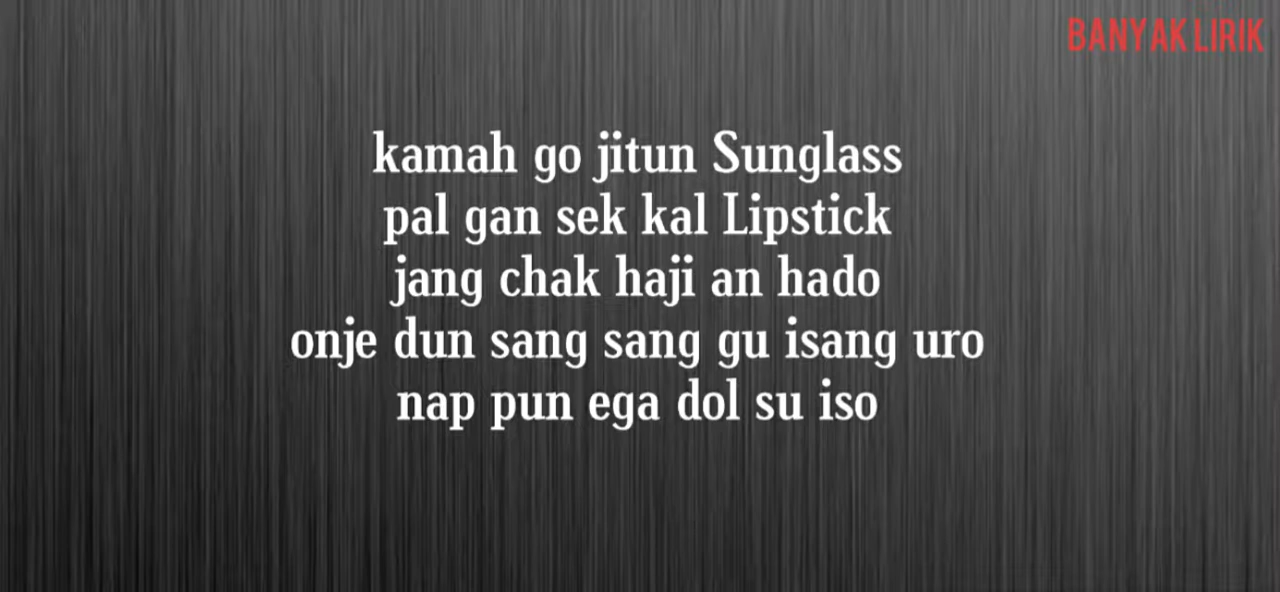 BANYAK LIRIK
kamah go jitun Sunglass
pal gan sek kal Lipstick
jang chak haji an hado
onje dun sang sang gu isang uro
nap pun ega dol su iso